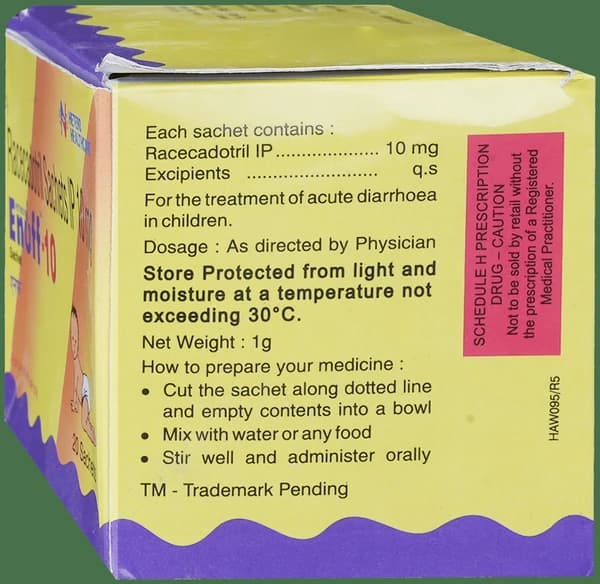 HETERO
HEALTHCARE
Racecadotril Sachets IP 10 mg
Enuff-10
20 Sachets
Each sachet contains :
Racecadotril IP..................... 10 mg
Excipients ........................ q.s
For the treatment of acute diarrhoea
in children.
Dosage : As directed by Physician
Store Protected from light and
moisture at a temperature not
exceeding 30°C.
Net Weight : 1g
How to prepare your medicine :
• Cut the sachet along dotted line
and empty contents into a bowl
• Mix with water or any food
• Stir well and administer orally
TM - Trademark Pending
SCHEDULE H PRESCRIPTION
DRUG – CAUTION
Not to be sold by retail without
the prescription of a Registered
Medical Practitioner.
HAW095/R5